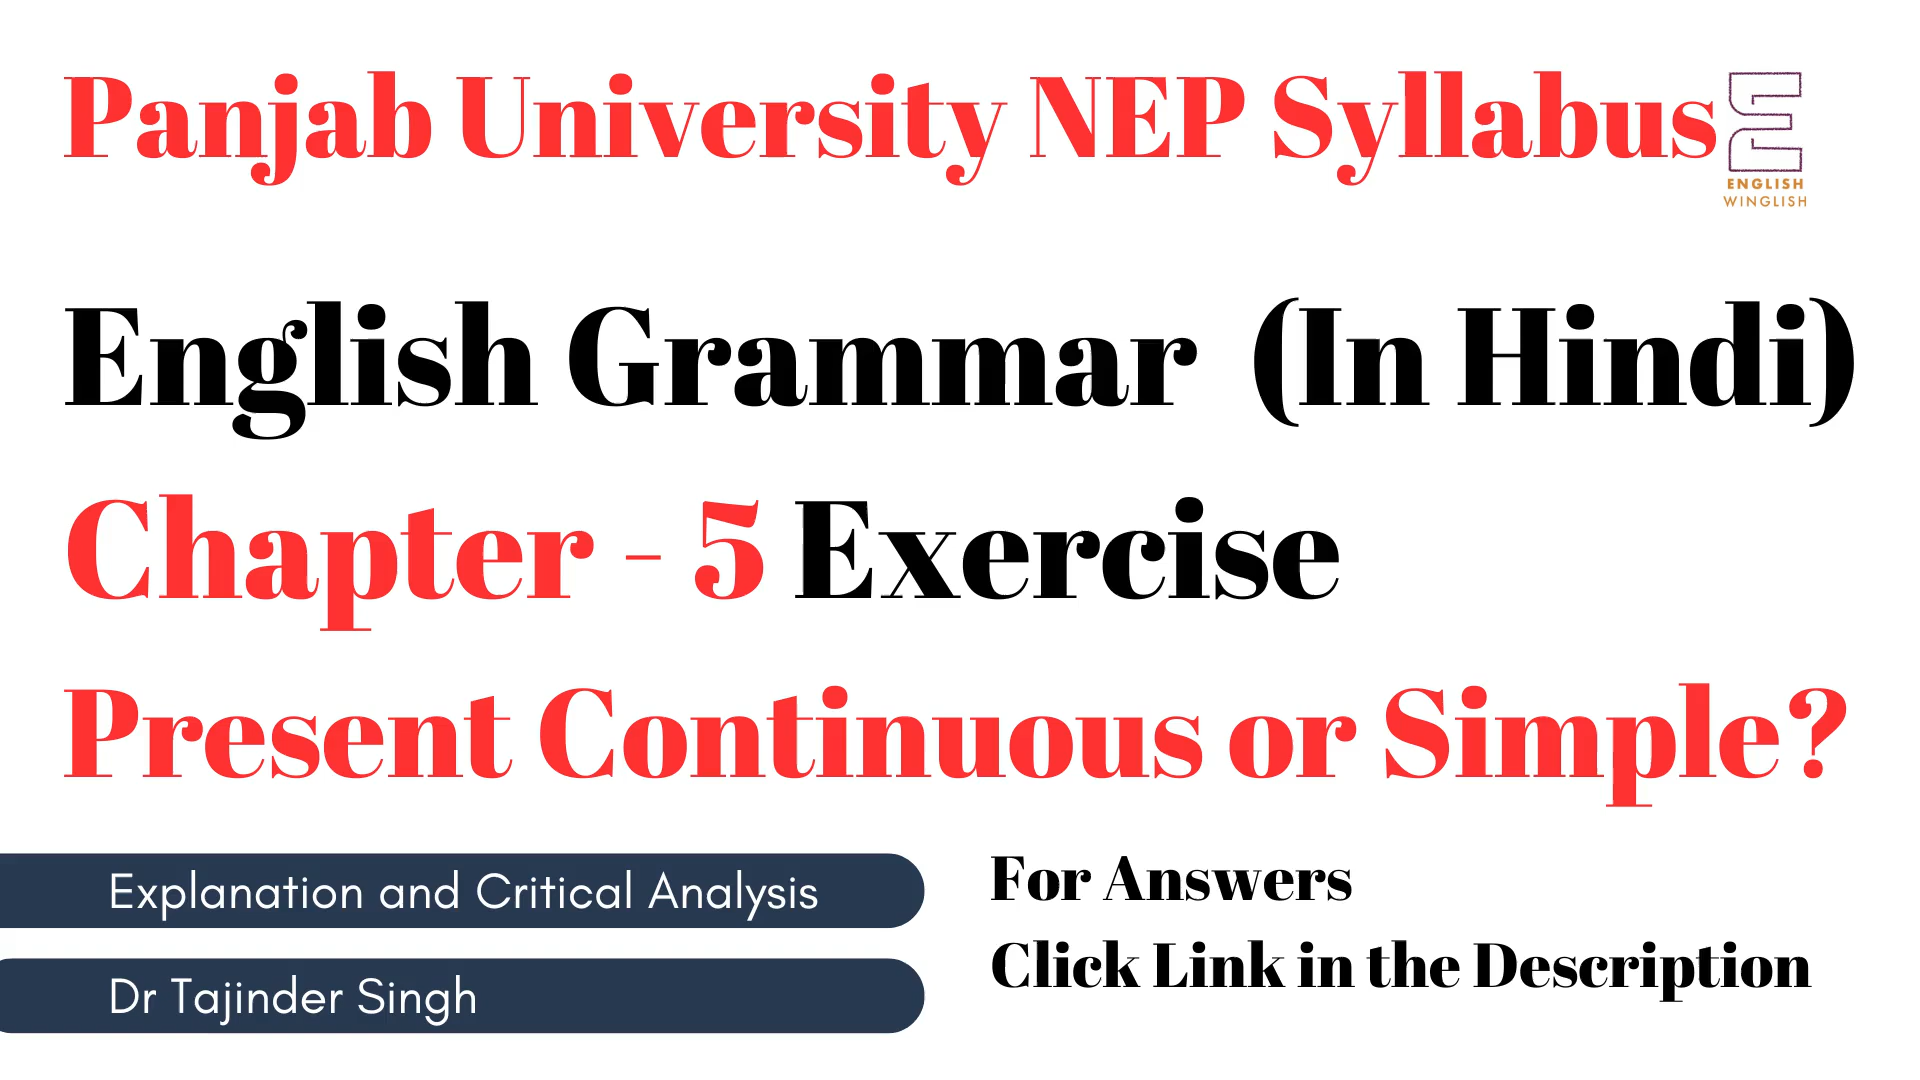 Panjab University NEP Syllabus
ENGLISH
WINGLISH
English Grammar (In Hindi)
Chapter - 5 Exercise
Present Continuous or Simple?
Explanation and Critical Analysis
Dr Tajinder Singh
For Answers
Click Link in the Description